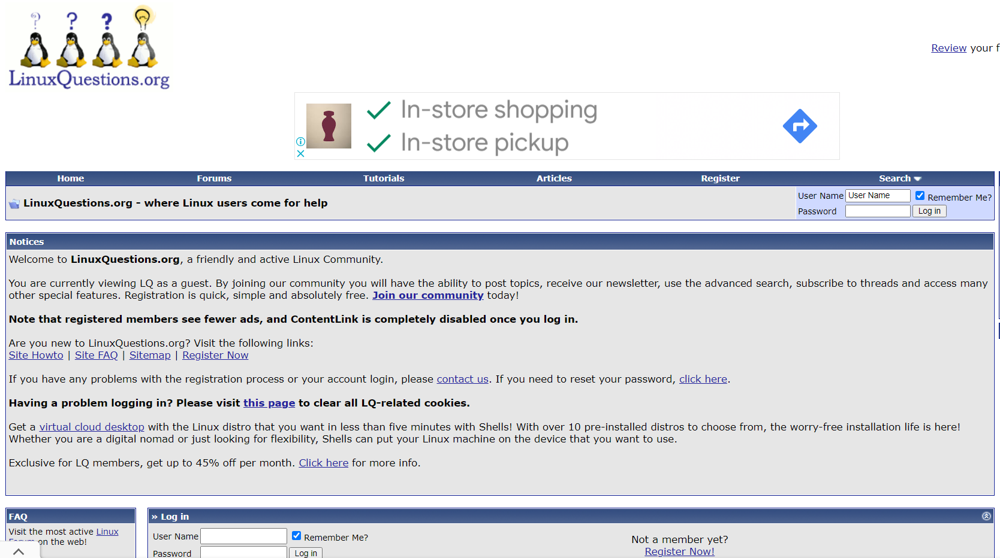 ? ? ?
LinuxQuestions.org
Review your f
In-store shopping
In-store pickup
Home Forums Tutorials Articles Register Search
LinuxQuestions.org - where Linux users come for help
User Name User Name Remember Me?
Password Log in
Notices
Welcome to LinuxQuestions.org, a friendly and active Linux Community.
You are currently viewing LQ as a guest. By joining our community you will have the ability to post topics, receive our newsletter, use the advanced search, subscribe to threads and access many
other special features. Registration is quick, simple and absolutely free. Join our community today!
Note that registered members see fewer ads, and ContentLink is completely disabled once you log in.
Are you new to LinuxQuestions.org? Visit the following links:
Site Howto | Site FAQ | Sitemap | Register Now
If you have any problems with the registration process or your account login, please contact us. If you need to reset your password, click here.
Having a problem logging in? Please visit this page to clear all LQ-related cookies.
Get a virtual cloud desktop with the Linux distro that you want in less than five minutes with Shells! With over 10 pre-installed distros to choose from, the worry-free installation life is here!
Whether you are a digital nomad or just looking for flexibility, Shells can put your Linux machine on the device that you want to use.
Exclusive for LQ members, get up to 45% off per month. Click here for more info.
FAQ
Visit the most active Linux
Forum on the web!
» Log in
User Name Remember Me?
Password Log in
Not a member yet?
Register Now!